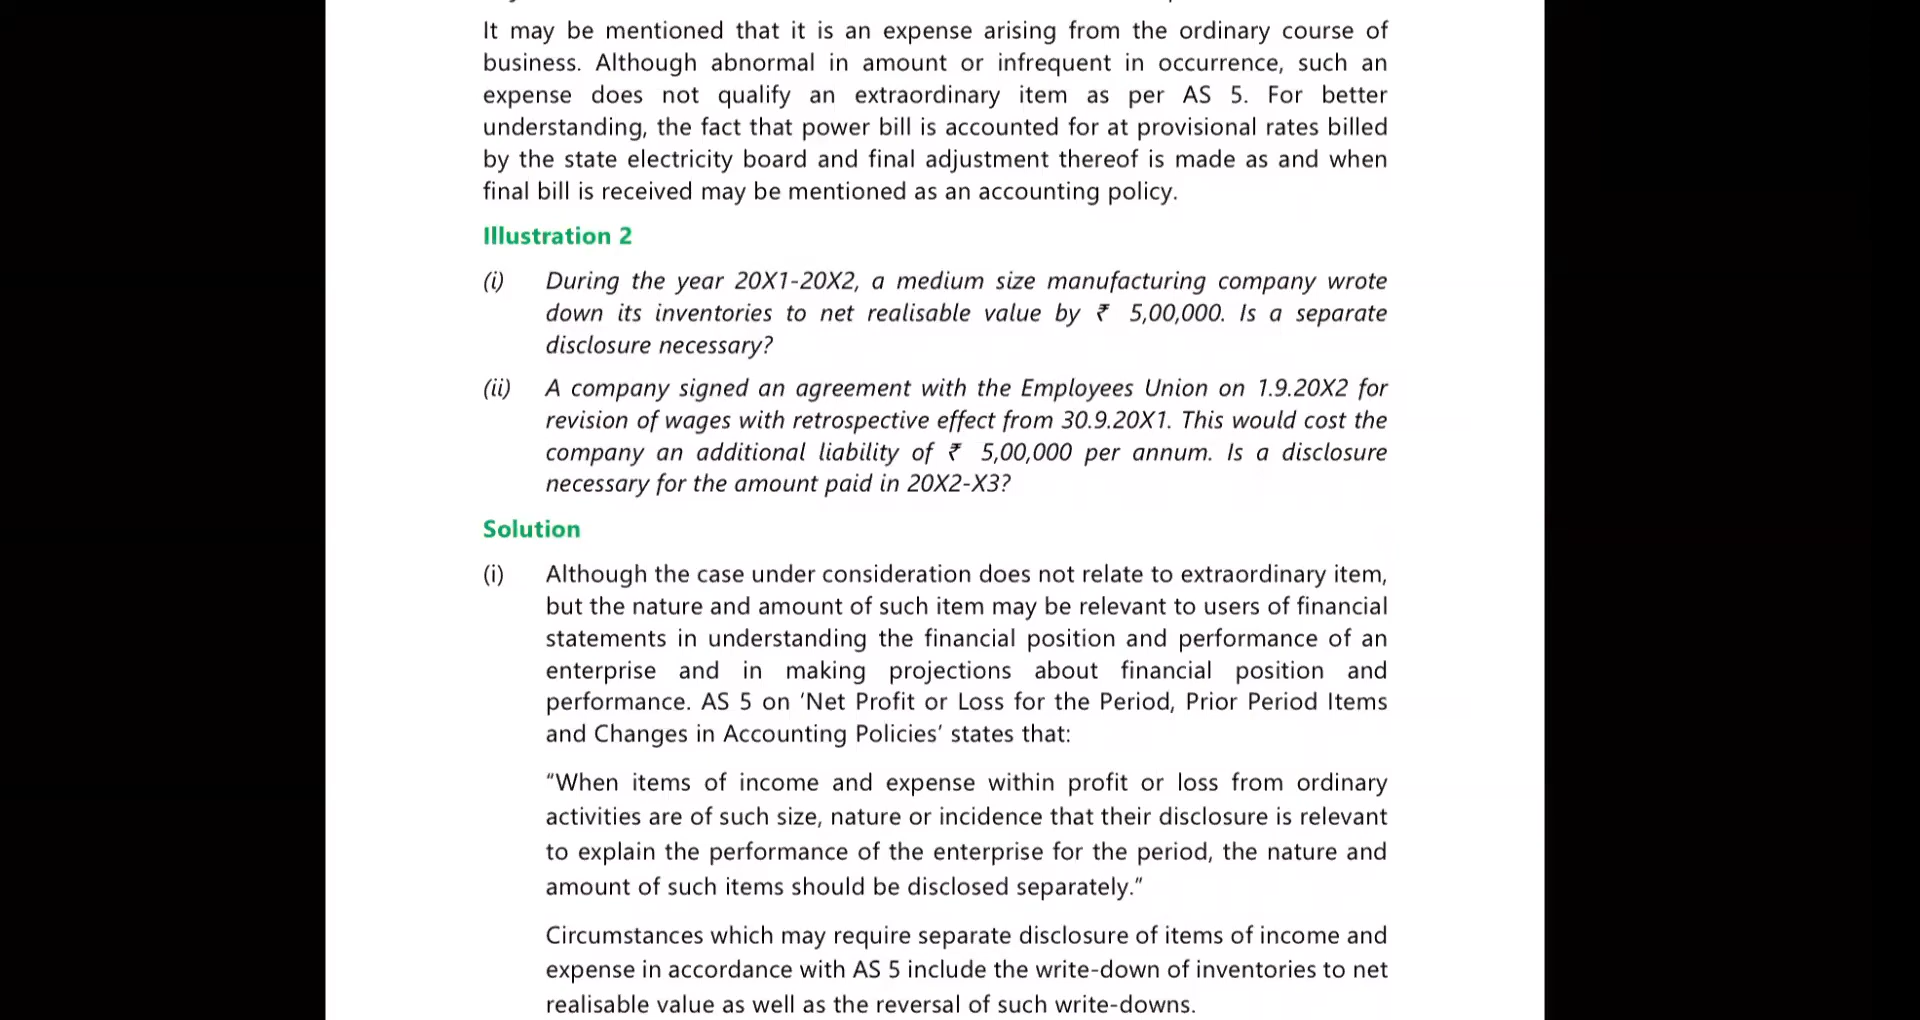 It may be mentioned that it is an expense arising from the ordinary course of
business. Although abnormal in amount or infrequent in occurrence, such an
expense does not qualify an extraordinary item as per AS 5. For better
understanding, the fact that power bill is accounted for at provisional rates billed
by the state electricity board and final adjustment thereof is made as and when
final bill is received may be mentioned as an accounting policy.
Illustration 2
(i) During the year 20X1-20X2, a medium size manufacturing company wrote
down its inventories to net realisable value by ₹ 5,00,000. Is a separate
disclosure necessary?
(ii) A company signed an agreement with the Employees Union on 1.9.20X2 for
revision of wages with retrospective effect from 30.9.20X1. This would cost the
company an additional liability of ₹ 5,00,000 per annum. Is a disclosure
necessary for the amount paid in 20X2-X3?
Solution
(i) Although the case under consideration does not relate to extraordinary item,
but the nature and amount of such item may be relevant to users of financial
statements in understanding the financial position and performance of an
enterprise and in making projections about financial position and
performance. AS 5 on ‘Net Profit or Loss for the Period, Prior Period Items
and Changes in Accounting Policies’ states that:
“When items of income and expense within profit or loss from ordinary
activities are of such size, nature or incidence that their disclosure is relevant
to explain the performance of the enterprise for the period, the nature and
amount of such items should be disclosed separately.”
Circumstances which may require separate disclosure of items of income and
expense in accordance with AS 5 include the write-down of inventories to net
realisable value as well as the reversal of such write-downs.